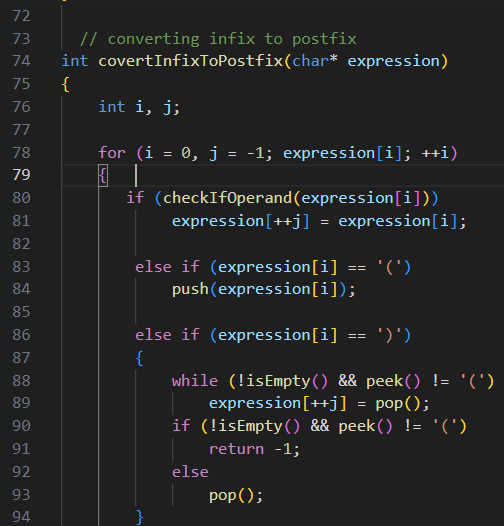 72
73 // converting infix to postfix
74 int covertInfixToPostfix(char* expression)
75 {
76 int i, j;
77
78 for (i = 0, j = -1; expression[i]; ++i)
79 {
80 if (checkIfOperand(expression[i]))
81 expression[++j] = expression[i];
82
83 else if (expression[i] == '(')
84 push(expression[i]);
85
86 else if (expression[i] == ')')
87 {
88 while (!isEmpty() && peek() != '(')
89 expression[++j] = pop();
90 if (!isEmpty() && peek() != '(')
91 return -1;
92 else
93 pop();
94 }